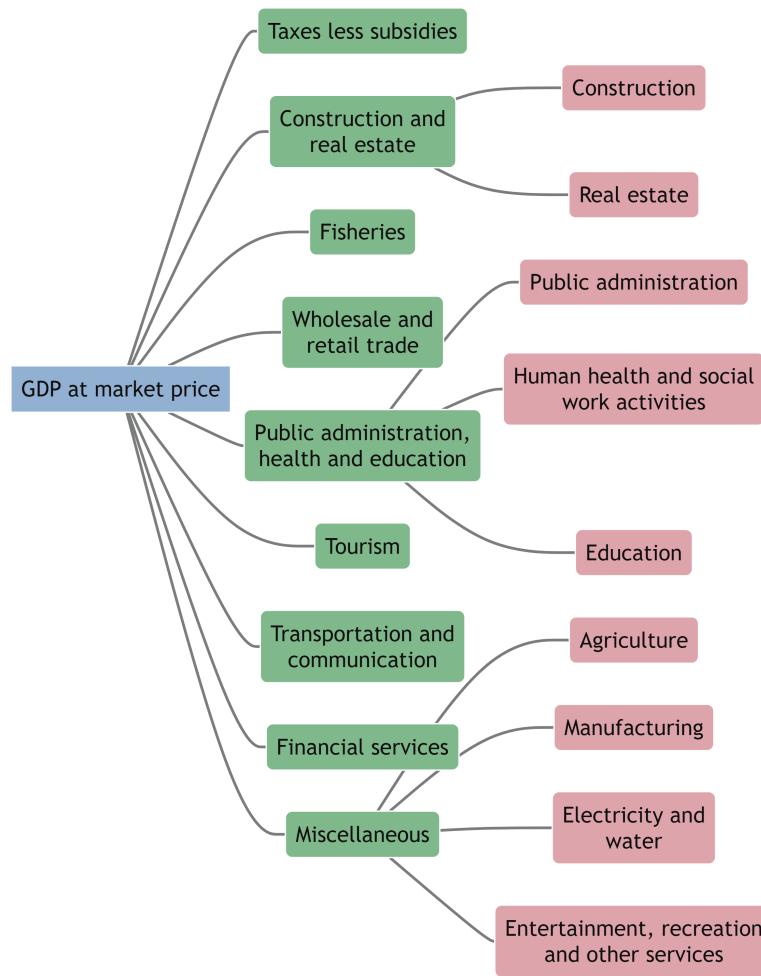 Taxes less subsidies
Construction
Construction and
real estate
Real estate
Fisheries
Public administration
Wholesale and
retail trade
GDP at market price
Human health and social
work activities
Public administration,
health and education
Tourism
Education
Transportation and
communication
Agriculture
Manufacturing
Financial services
Miscellaneous
Electricity and
water
Entertainment, recreation
and other services